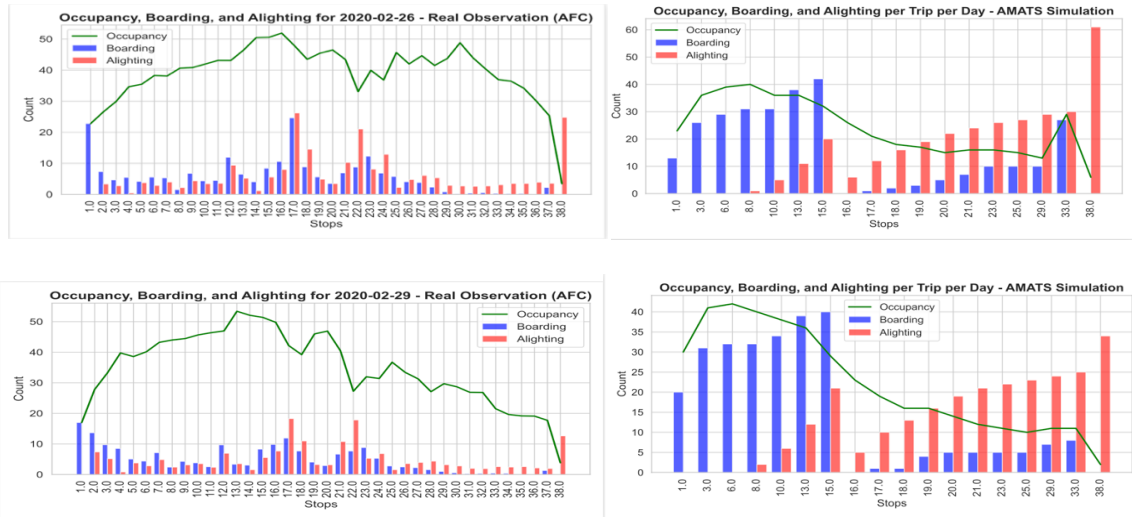 Occupancy, Boarding, and Alighting for 2020-02-26 - Real Observation (AFC)
Occupancy
Boarding
Alighting
Count
50
40
30
20
10
0
1.0 2.0 3.0 4.0 5.0 6.0 7.0 8.0 9.0 10.0 11.0 12.0 13.0 14.0 15.0 16.0 17.0 18.0 19.0 20.0 21.0 22.0 23.0 24.0 25.0 26.0 27.0 28.0 29.0 30.0 31.0 32.0 33.0 34.0 35.0 36.0 37.0 38.0
Stops
Occupancy, Boarding, and Alighting per Trip per Day - AMATS Simulation
Occupancy
Boarding
Alighting
Count
60
50
40
30
20
10
0
1.0 3.0 6.0 8.0 10.0 13.0 15.0 16.0 17.0 18.0 19.0 20.0 21.0 23.0 25.0 29.0 33.0 38.0
Stops
Occupancy, Boarding, and Alighting for 2020-02-29 - Real Observation (AFC)
Occupancy
Boarding
Alighting
Count
50
40
30
20
10
0
1.0 2.0 3.0 4.0 5.0 6.0 7.0 8.0 9.0 10.0 11.0 12.0 13.0 14.0 15.0 16.0 17.0 18.0 19.0 20.0 21.0 22.0 23.0 24.0 25.0 26.0 27.0 28.0 29.0 30.0 31.0 32.0 33.0 34.0 35.0 36.0 37.0 38.0
Stops
Occupancy, Boarding, and Alighting per Trip per Day - AMATS Simulation
Occupancy
Boarding
Alighting
Count
40
35
30
25
20
15
10
5
0
1.0 3.0 6.0 8.0 10.0 13.0 15.0 16.0 17.0 18.0 19.0 20.0 21.0 23.0 25.0 29.0 33.0 38.0
Stops